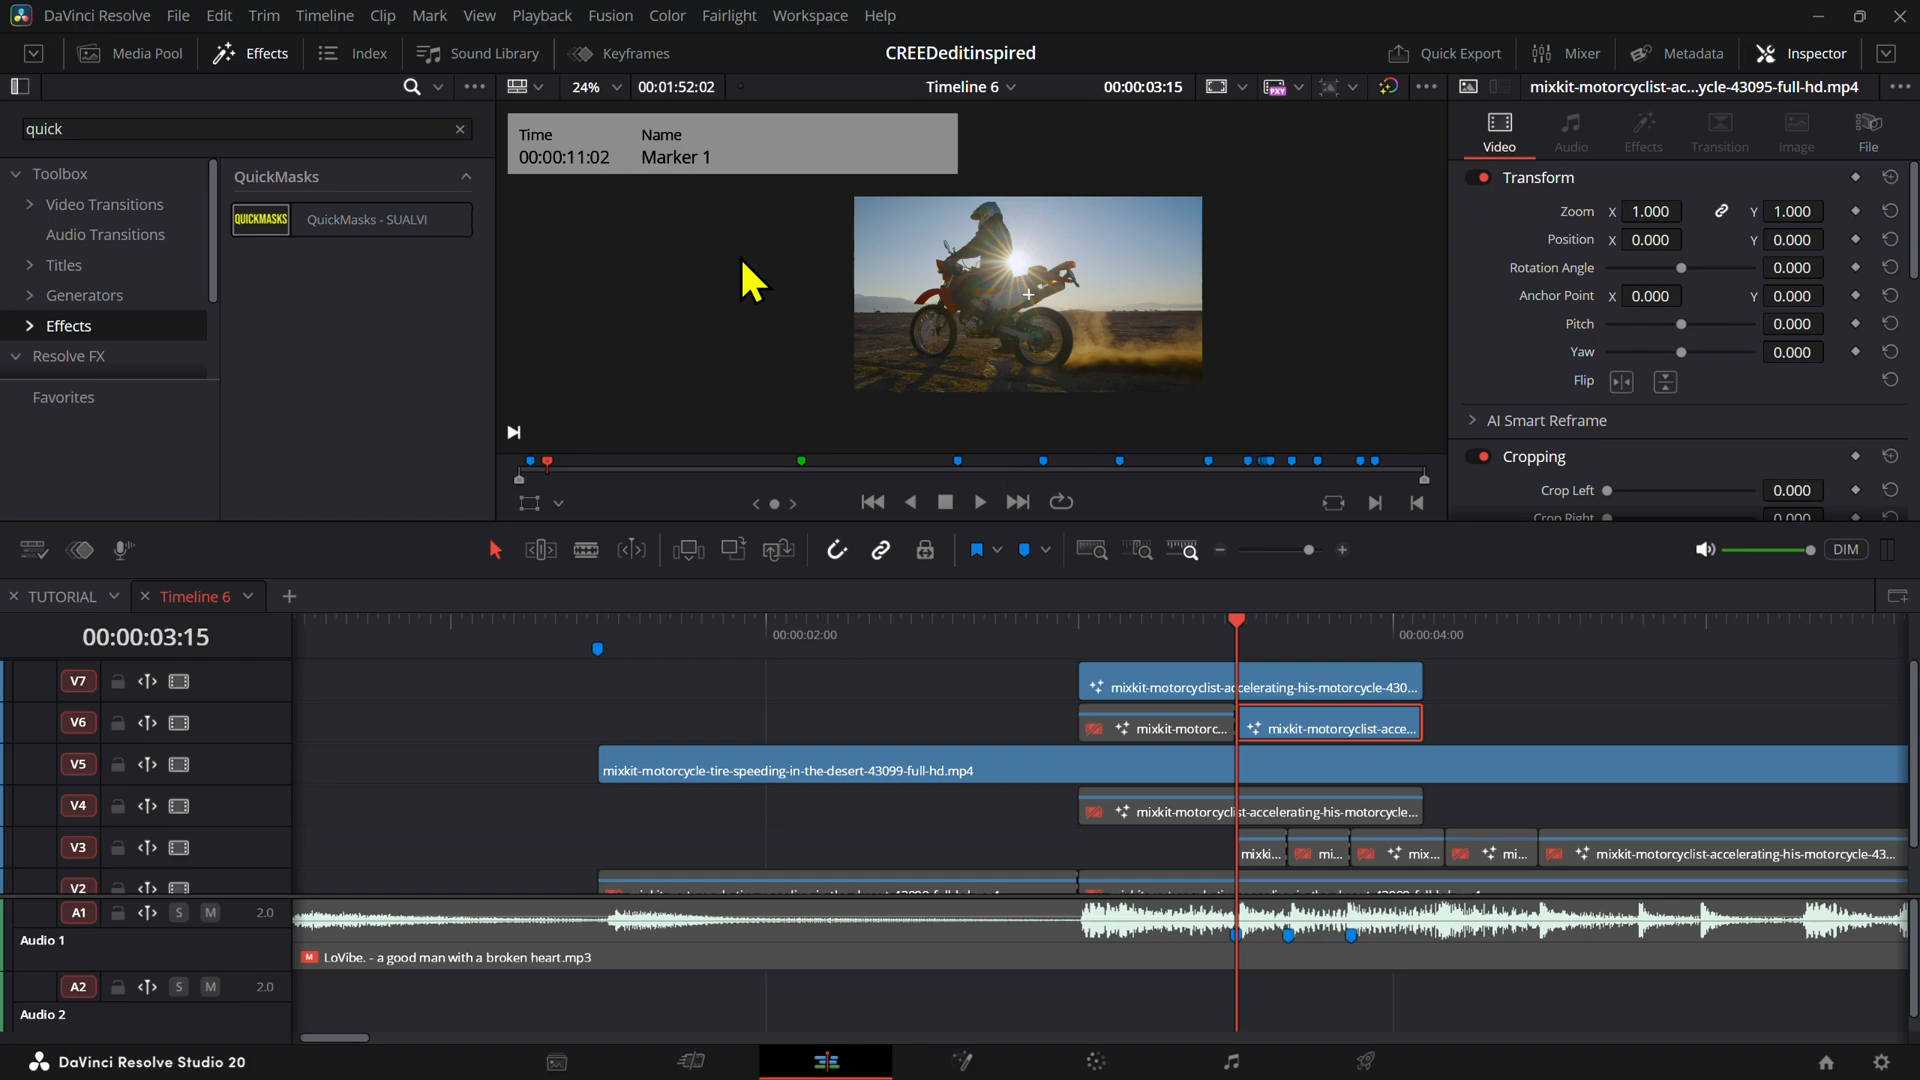 DaVinci Resolve File Edit Trim Timeline Clip Mark View Playback Fusion Color Fairlight Workspace Help
Media Pool Effects Index Sound Library Keyframes CREEDeditinspired Quick Export Mixer Metadata Inspector
24% 00:01:52:02 Timeline 6 00:00:03:15 PXY mixkit-motorcyclist-ac...ycle-43095-full-hd.mp4
quick
Toolbox
Video Transitions
Audio Transitions
Titles
Generators
Effects
Resolve FX
Favorites
QuickMasks
QUICKMASKS QuickMasks - SUALVI
Time Name
00:00:11:02 Marker 1
Video Audio Effects Transition Image File
Transform
Zoom X 1.000 Y 1.000
Position X 0.000 Y 0.000
Rotation Angle 0.000
Anchor Point X 0.000 Y 0.000
Pitch 0.000
Yaw 0.000
Flip
AI Smart Reframe
Cropping
Crop Left 0.000
Crop Right 0.000
DIM
TUTORIAL Timeline 6
00:00:03:15 00:00:02:00 00:00:04:00
V7 mixkit-motorcyclist-accelerating-his-motorcycle-430...
V6 mixkit-motorc... mixkit-motorcyclist-acce...
V5 mixkit-motorcycle-tire-speeding-in-the-desert-43099-full-hd.mp4
V4 mixkit-motorcyclist-accelerating-his-motorcycle...
V3 mixki... mi... mix... mi... mixkit-motorcyclist-accelerating-his-motorcycle-43...
V2
A1 S M 2.0
Audio 1
M LoVibe. - a good man with a broken heart.mp3
A2 S M 2.0
Audio 2
DaVinci Resolve Studio 20